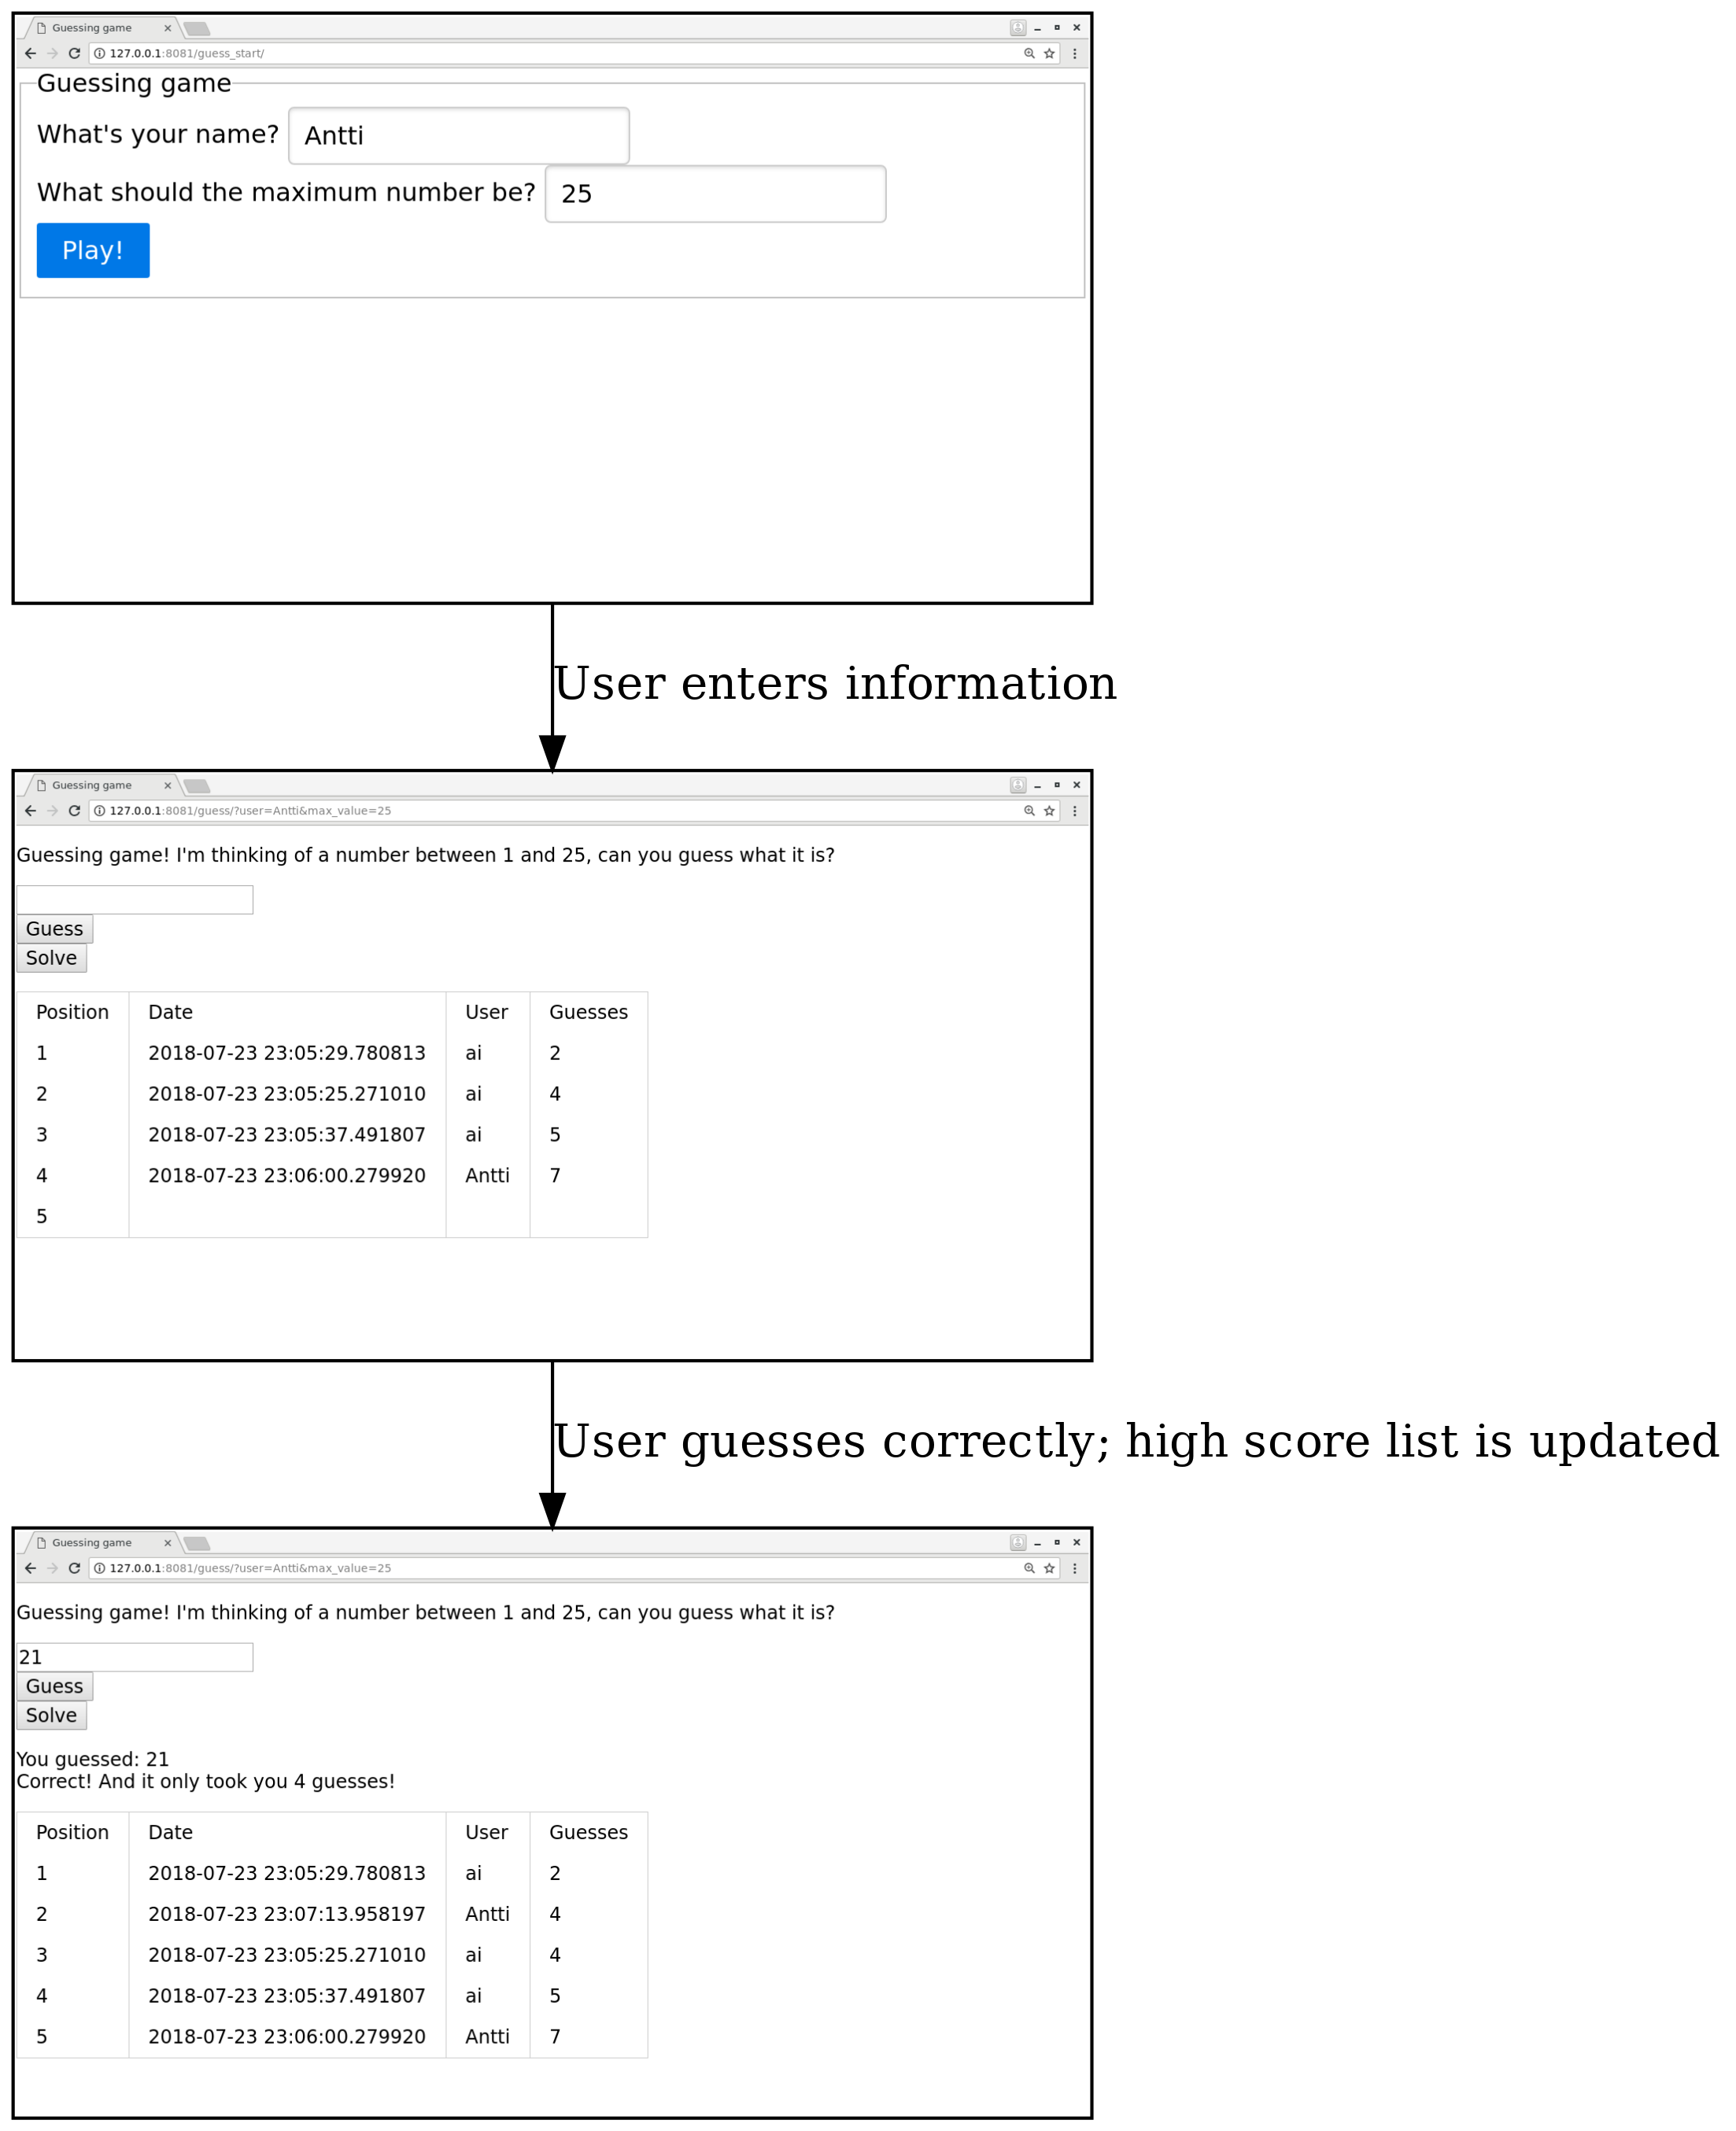 Guessing game
127.0.0.1:8081/guess_start/
Guessing game
What's your name? Antti
What should the maximum number be? 25
Play!
User enters information
Guessing game
127.0.0.1:8081/guess/?user=Antti&max_value=25
Guessing game! I'm thinking of a number between 1 and 25, can you guess what it is?
Guess
Solve
Position Date User Guesses
1 2018-07-23 23:05:29.780813 ai 2
2 2018-07-23 23:05:25.271010 ai 4
3 2018-07-23 23:05:37.491807 ai 5
4 2018-07-23 23:06:00.279920 Antti 7
5
User guesses correctly; high score list is updated
Guessing game
127.0.0.1:8081/guess/?user=Antti&max_value=25
Guessing game! I'm thinking of a number between 1 and 25, can you guess what it is?
21
Guess
Solve
You guessed: 21
Correct! And it only took you 4 guesses!
Position Date User Guesses
1 2018-07-23 23:05:29.780813 ai 2
2 2018-07-23 23:07:13.958197 Antti 4
3 2018-07-23 23:05:25.271010 ai 4
4 2018-07-23 23:05:37.491807 ai 5
5 2018-07-23 23:06:00.279920 Antti 7